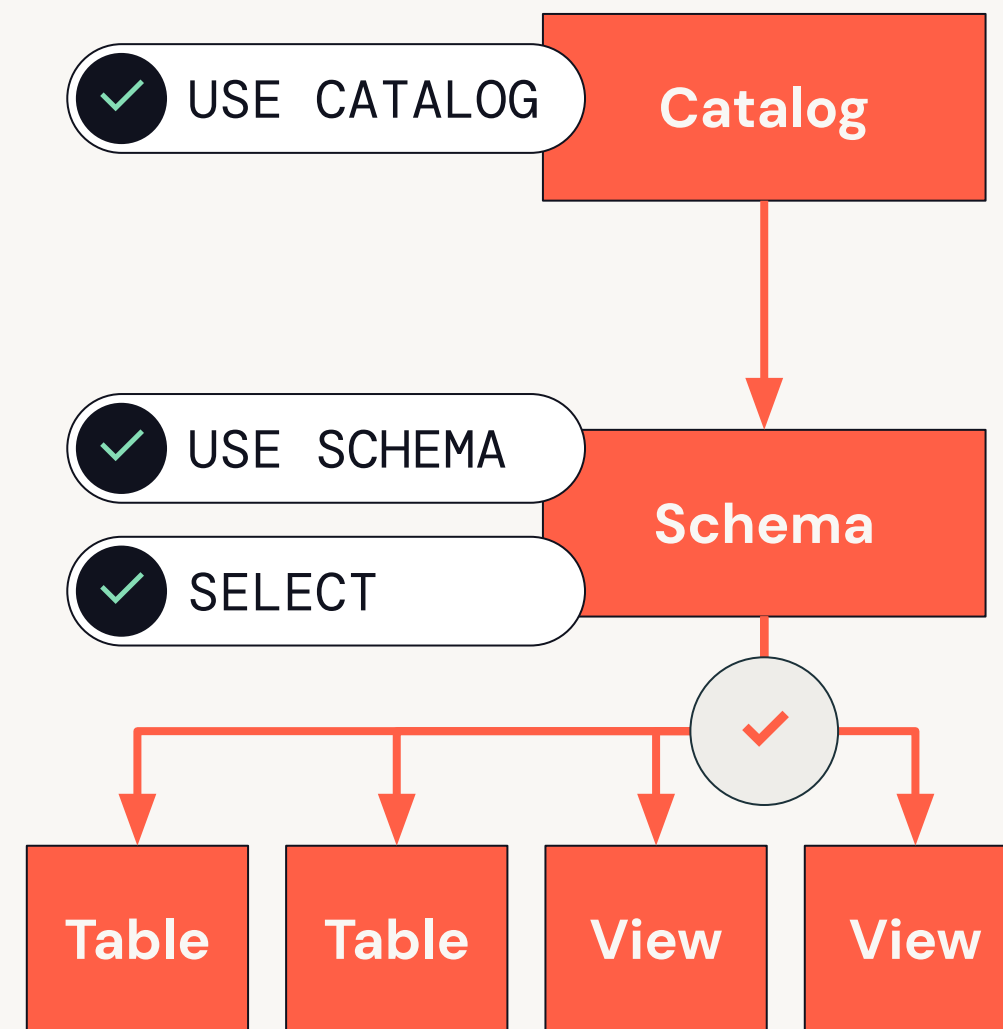 USE CATALOG
Catalog
USE SCHEMA
Schema
SELECT
Table
Table
View
View